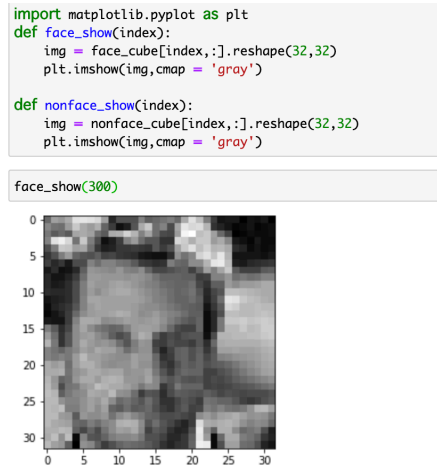 import matplotlib.pyplot as plt
def face_show(index):
    img = face_cube[index,:].reshape(32,32)
    plt.imshow(img,cmap = 'gray')

def nonface_show(index):
    img = nonface_cube[index,:].reshape(32,32)
    plt.imshow(img,cmap = 'gray')

face_show(300)
0
5
10
15
20
25
30
0 5 10 15 20 25 30